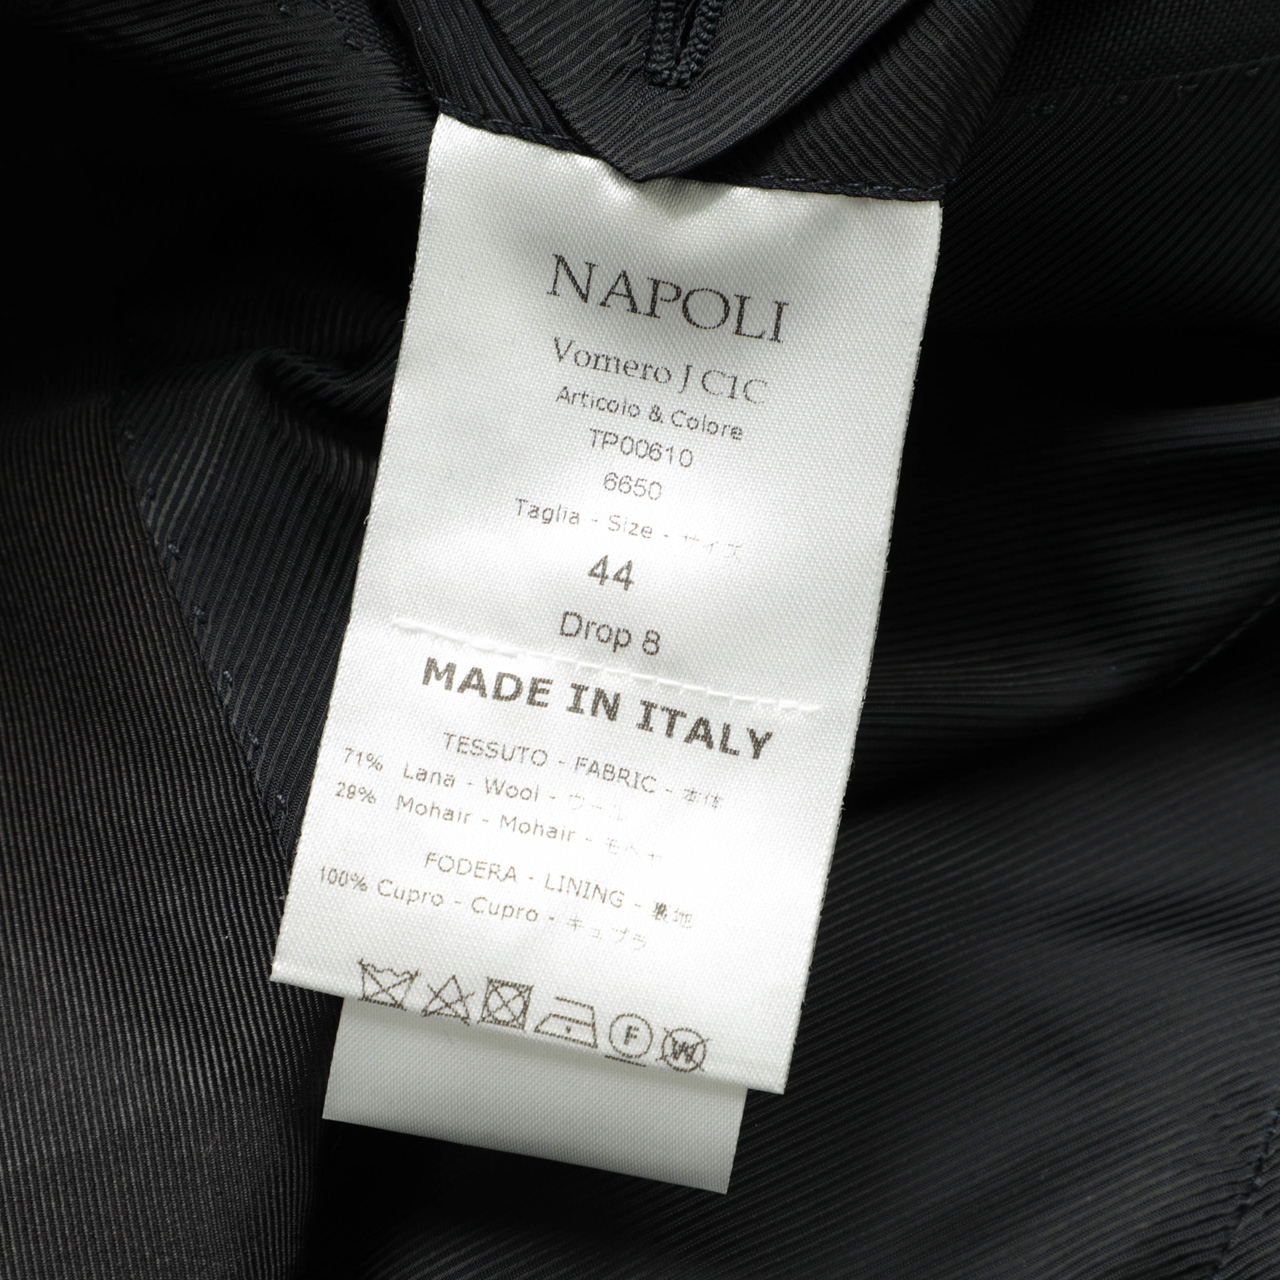 NAPOLI
Vomero J C1C
Articolo & Colore
TP00610
6650
Taglia - Size - サイズ
44
Drop 8
MADE IN ITALY
TESSUTO - FABRIC - 本体
71% Lana - Wool - ウール
29% Mohair - Mohair - モヘヤ
FODERA - LINING - 裏地
100% Cupro - Cupro - キュプラ
F
W